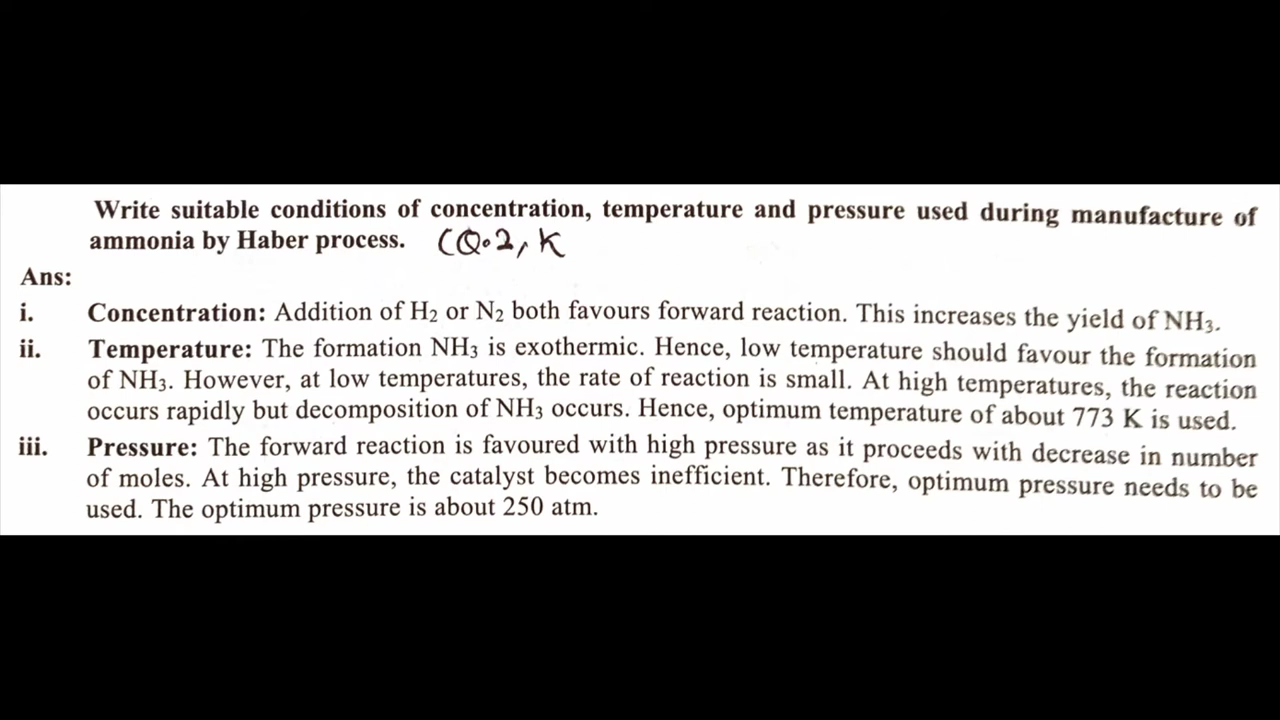 Write suitable conditions of concentration, temperature and pressure used during manufacture of
ammonia by Haber process. (Q.2, K
Ans:
i. Concentration: Addition of H₂ or N₂ both favours forward reaction. This increases the yield of NH₃.
ii. Temperature: The formation NH₃ is exothermic. Hence, low temperature should favour the formation
of NH₃. However, at low temperatures, the rate of reaction is small. At high temperatures, the reaction
occurs rapidly but decomposition of NH₃ occurs. Hence, optimum temperature of about 773 K is used.
iii. Pressure: The forward reaction is favoured with high pressure as it proceeds with decrease in number
of moles. At high pressure, the catalyst becomes inefficient. Therefore, optimum pressure needs to be
used. The optimum pressure is about 250 atm.